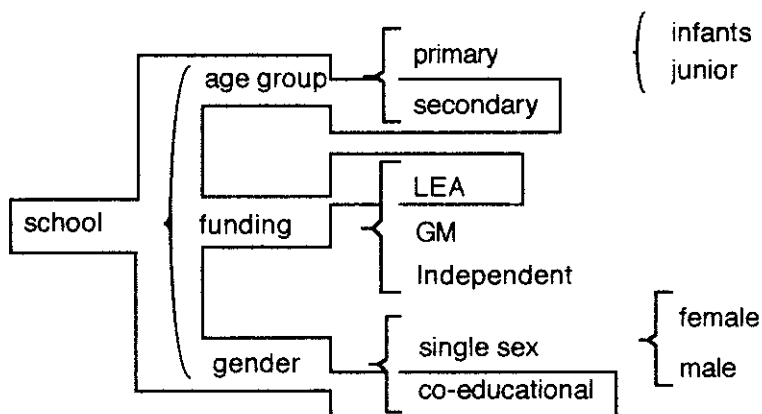 infants
primary
age group
junior
secondary
LEA
school
funding
GM
Independent
female
single sex
gender
male
co-educational